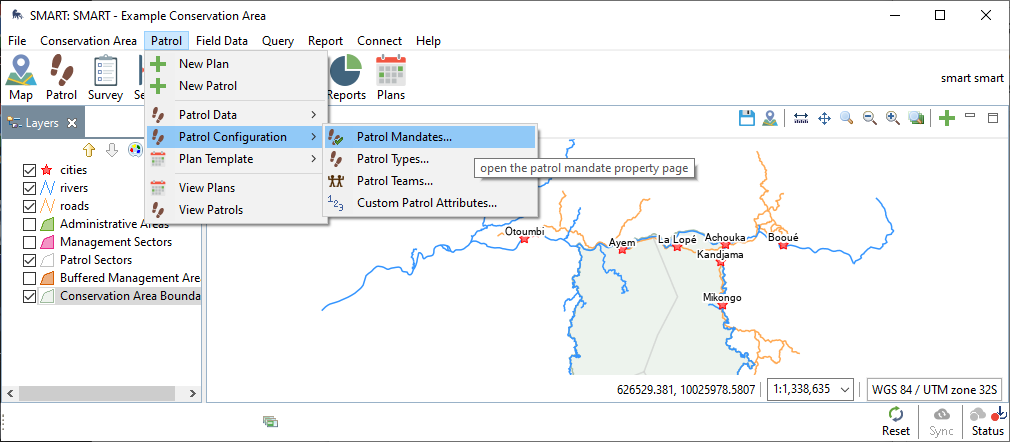 SMART: SMART - Example Conservation Area
File Conservation Area Patrol Field Data Query Report Connect Help
Map Patrol Survey Se Reports Plans
smart smart
New Plan
New Patrol
Patrol Data
Patrol Configuration
Plan Template
View Plans
View Patrols
Patrol Mandates...
Patrol Types...
Patrol Teams...
Custom Patrol Attributes...
open the patrol mandate property page
Layers
cities
rivers
roads
Administrative Areas
Management Sectors
Patrol Sectors
Buffered Management Are
Conservation Area Bounda
Otoumbi
Ayem
La Lopé
Achouka
Booué
Kandjama
Mikongo
626529.381, 10025978.5807 1:1,338,635 WGS 84 / UTM zone 32S
Reset Sync Status